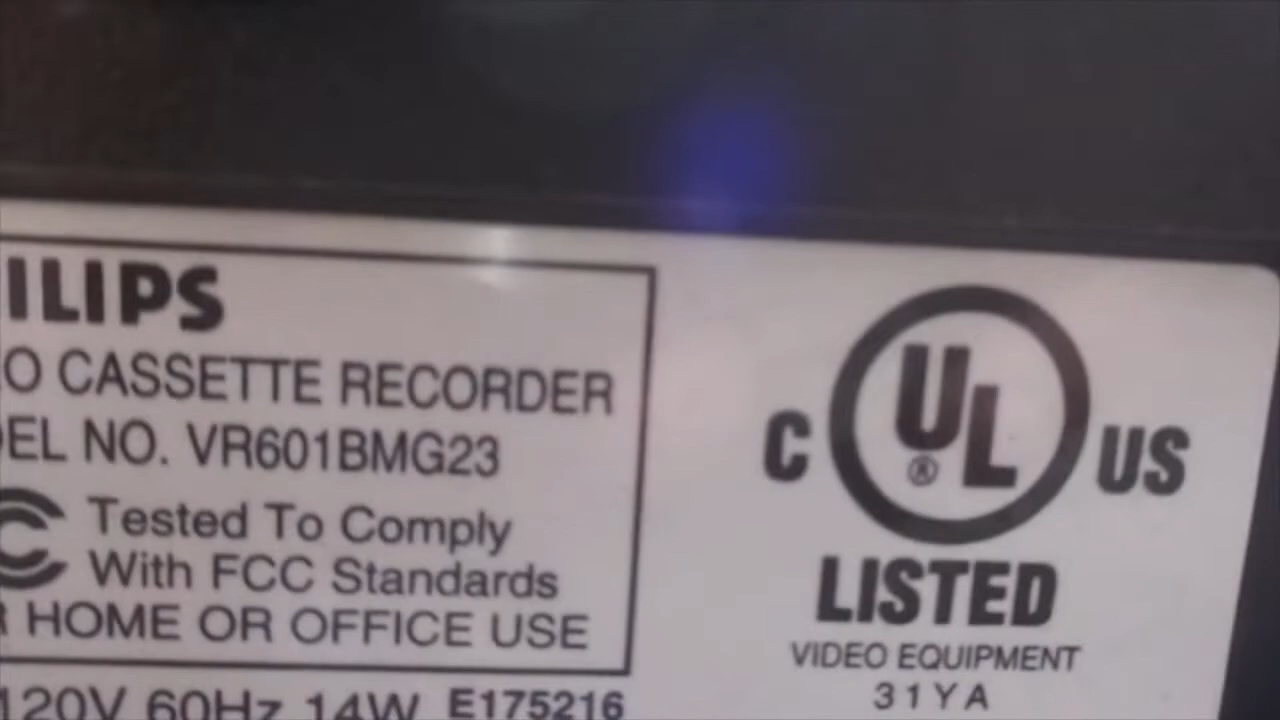 ILIPS
O CASSETTE RECORDER
DEL NO. VR601BMG23
Tested To Comply
With FCC Standards
R HOME OR OFFICE USE
120V 60Hz 14W E175216
C UL ® US
LISTED
VIDEO EQUIPMENT
31YA